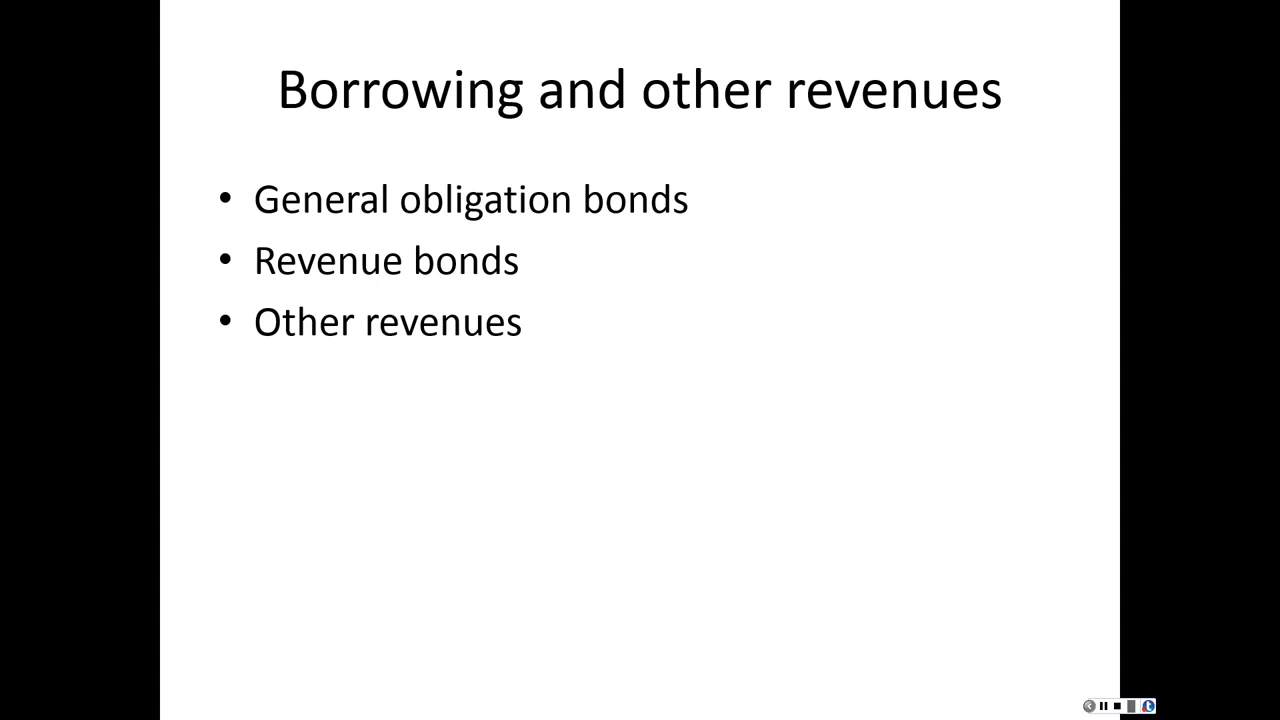 Borrowing and other revenues
• General obligation bonds
• Revenue bonds
• Other revenues